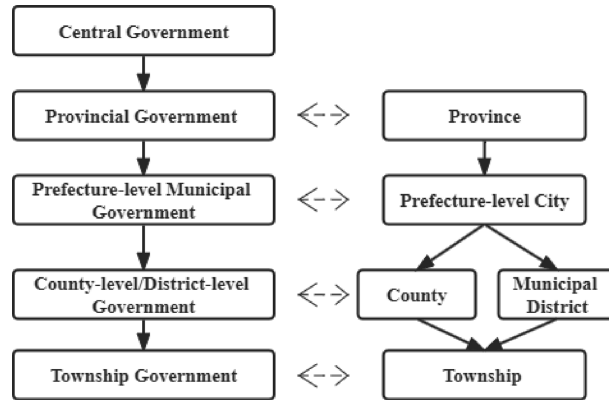 Central Government
Provincial Government
Province
Prefecture-level Municipal
Government
Prefecture-level City
County-level/District-level
Government
County
Municipal
District
Township Government
Township